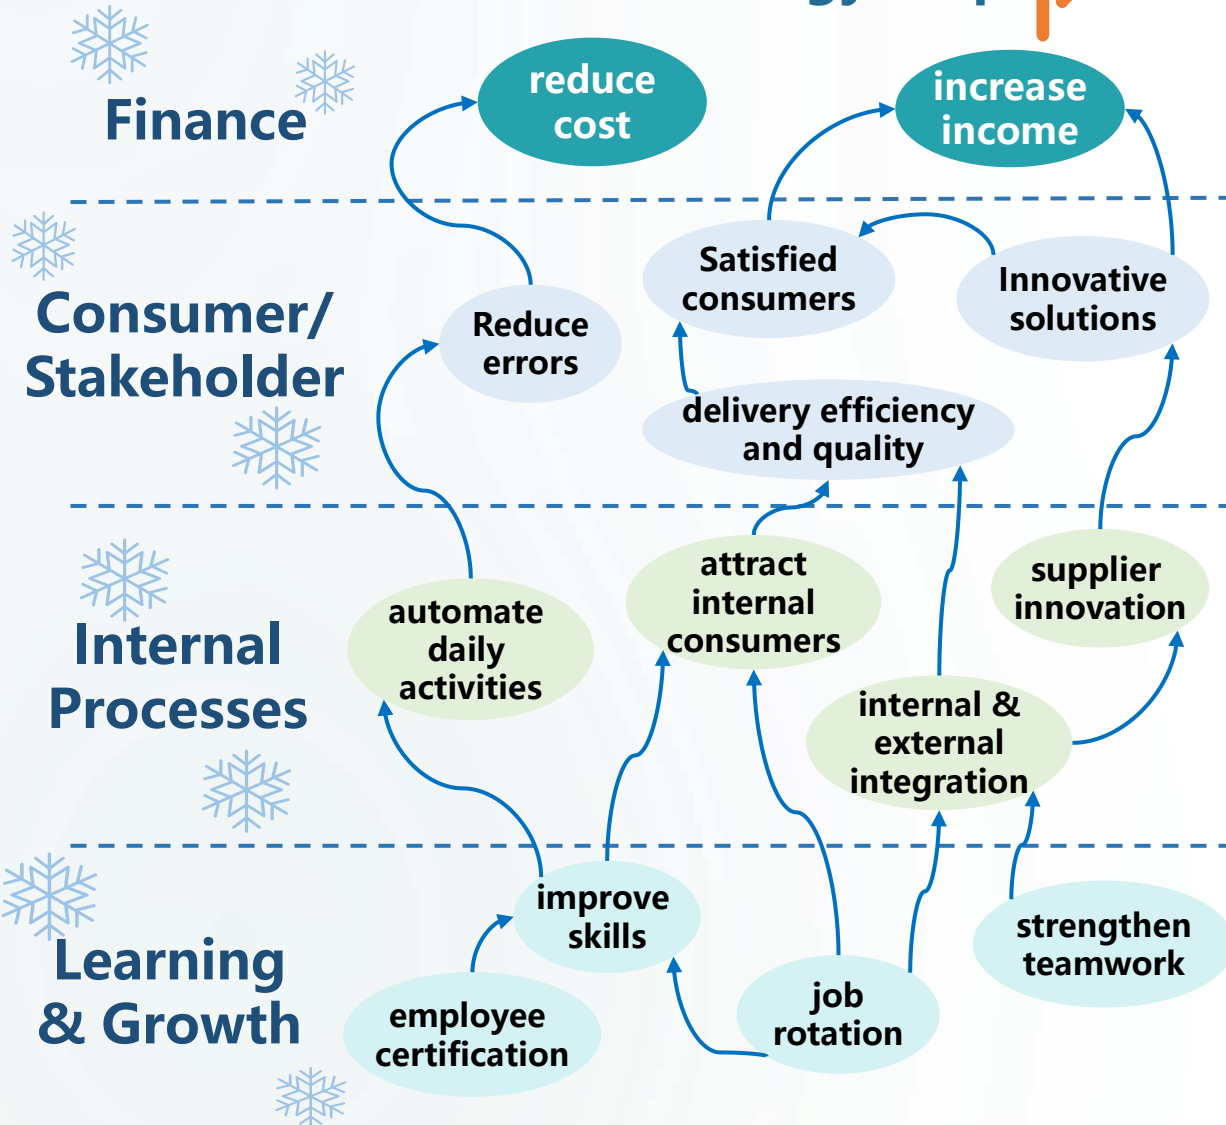 Finance
reduce
cost
increase
income
Consumer/
Stakeholder
Satisfied
consumers
Innovative
solutions
Reduce
errors
delivery efficiency
and quality
Internal
Processes
attract
internal
consumers
supplier
innovation
automate
daily
activities
internal &
external
integration
Learning
& Growth
improve
skills
strengthen
teamwork
employee
certification
job
rotation